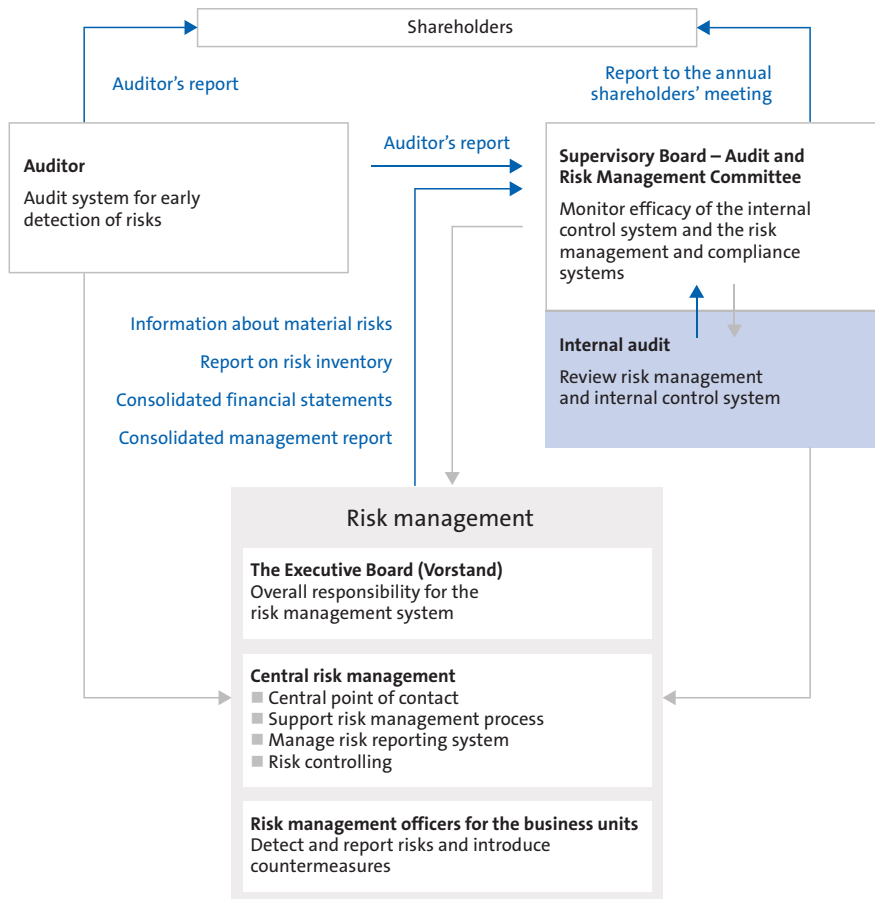 Shareholders
Auditor’s report
Report to the annual
shareholders’ meeting
Auditor
Audit system for early
detection of risks
Auditor’s report
Supervisory Board – Audit and
Risk Management Committee
Monitor efficacy of the internal
control system and the risk
management and compliance
systems
Information about material risks
Report on risk inventory
Consolidated financial statements
Consolidated management report
Internal audit
Review risk management
and internal control system
Risk management
The Executive Board (Vorstand)
Overall responsibility for the
risk management system
Central risk management
Central point of contact
Support risk management process
Manage risk reporting system
Risk controlling
Risk management officers for the business units
Detect and report risks and introduce
countermeasures